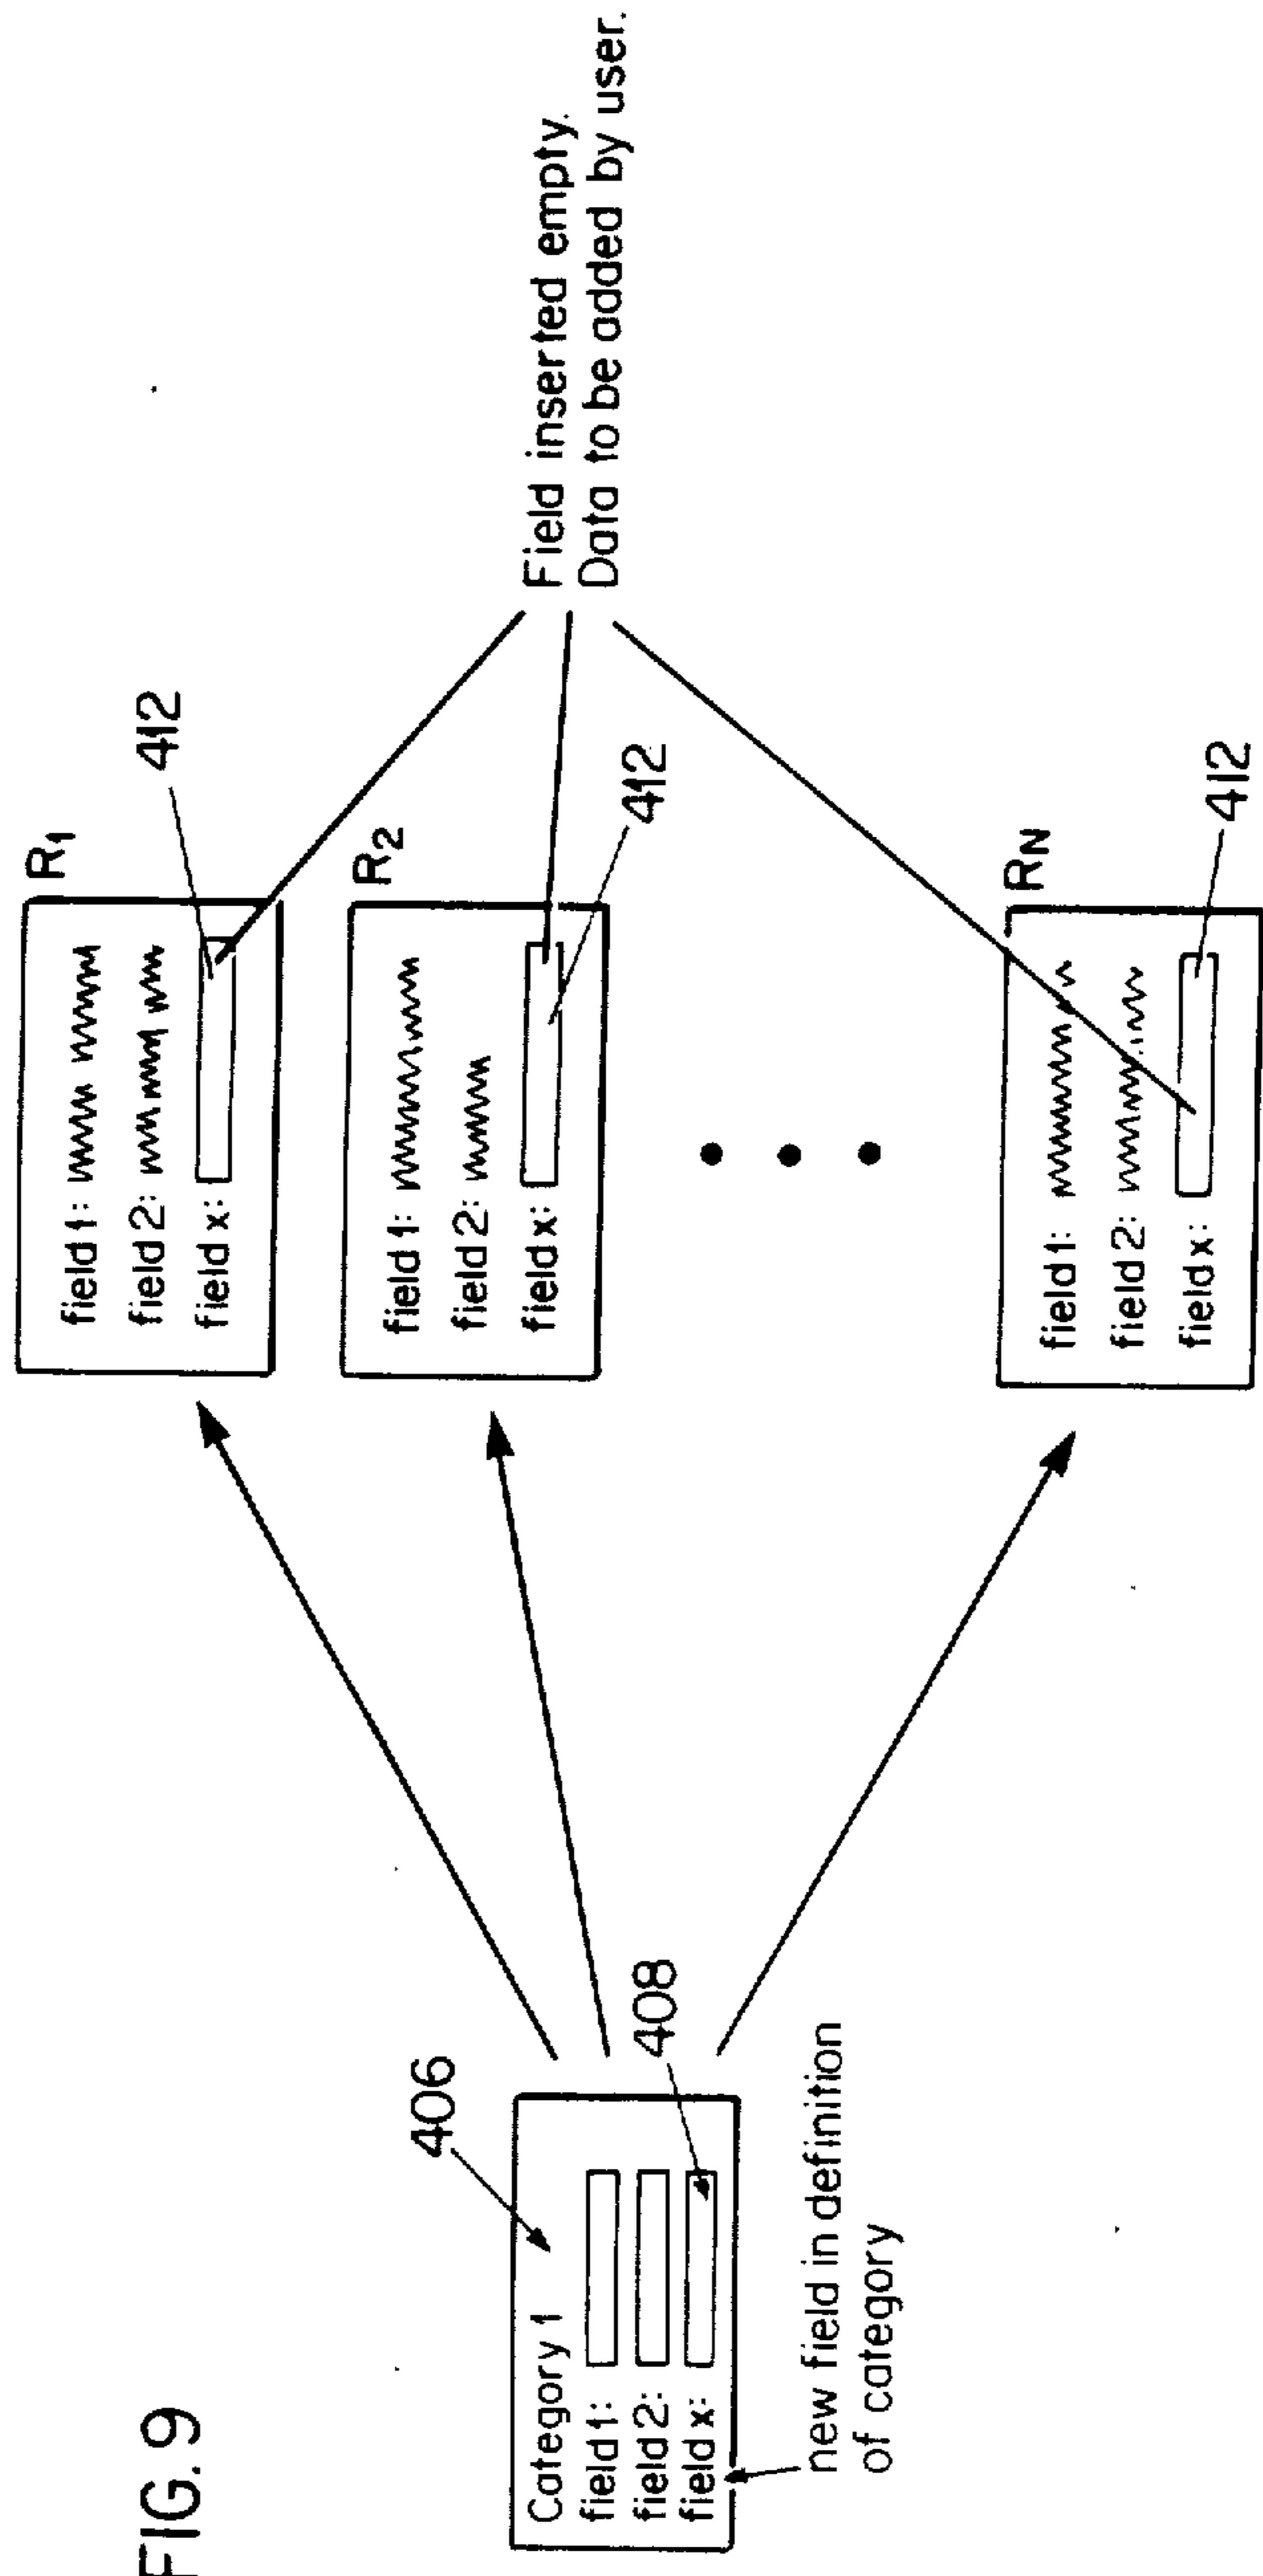 FIG. 9
406
Category 1
field 1:
field 2:
field x:
408
new field in definition
of category
R1
field 1:
field 2:
field x:
412
R2
field 1:
field 2:
field x:
412
RN
field 1:
field 2:
field x:
412
Field inserted empty.
Data to be added by user.